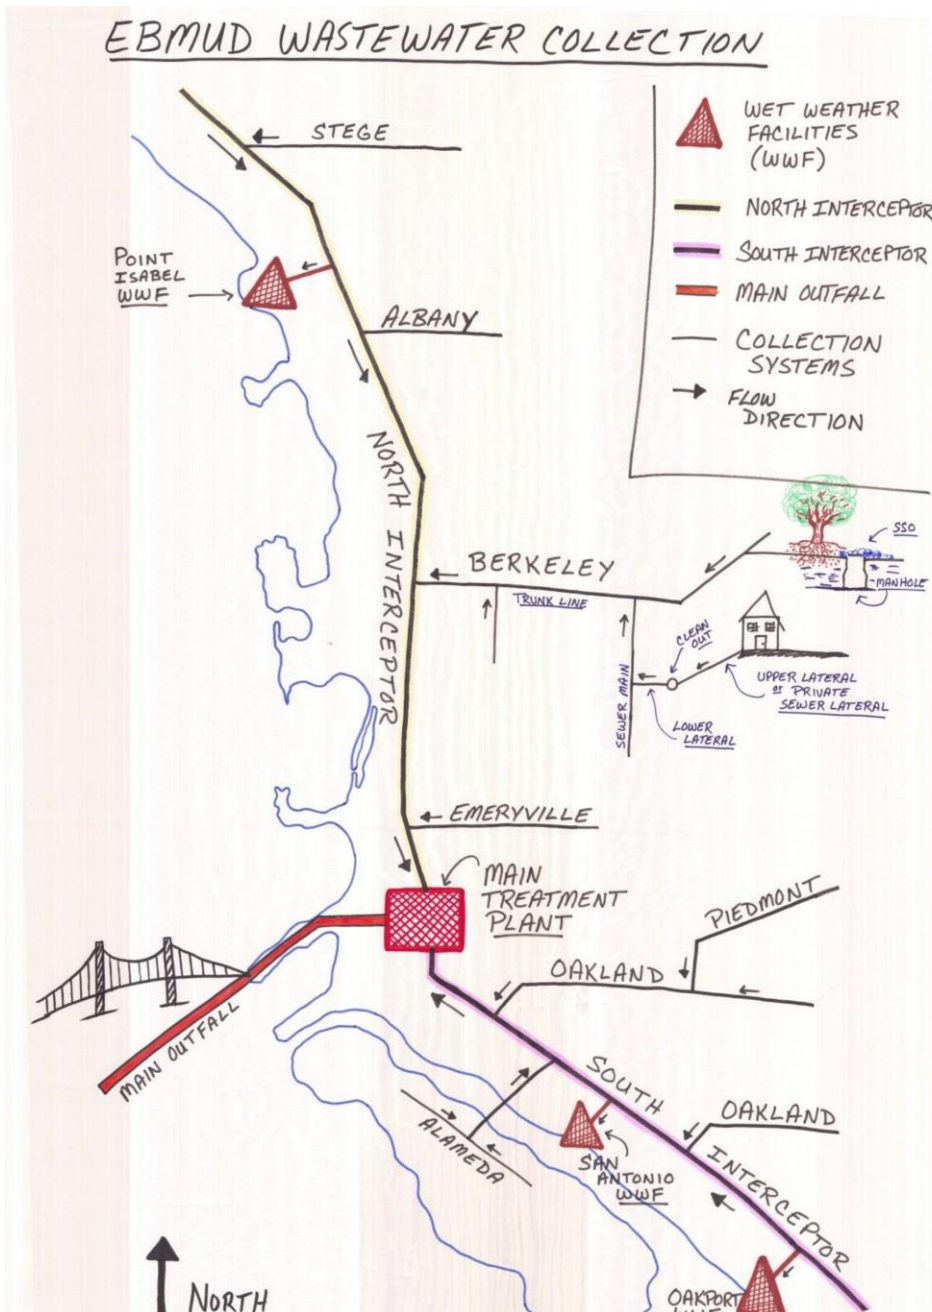 EBMUD WASTEWATER COLLECTION
WET WEATHER
FACILITIES
(WWF)
NORTH INTERCEPTOR
SOUTH INTERCEPTOR
MAIN OUTFALL
COLLECTION
SYSTEMS
FLOW
DIRECTION
STEGE
POINT
ISABEL
WWF
ALBANY
NORTH INTERCEPTOR
BERKELEY
TRUNK LINE
SSO
MANHOLE
CLEAN
OUT
UPPER LATERAL
or PRIVATE
SEWER LATERAL
SEWER MAIN
LOWER
LATERAL
EMERYVILLE
MAIN
TREATMENT
PLANT
PIEDMONT
OAKLAND
MAIN OUTFALL
SOUTH INTERCEPTOR
ALAMEDA
OAKLAND
SAN
ANTONIO
WWF
OAKPORT
WWF
NORTH